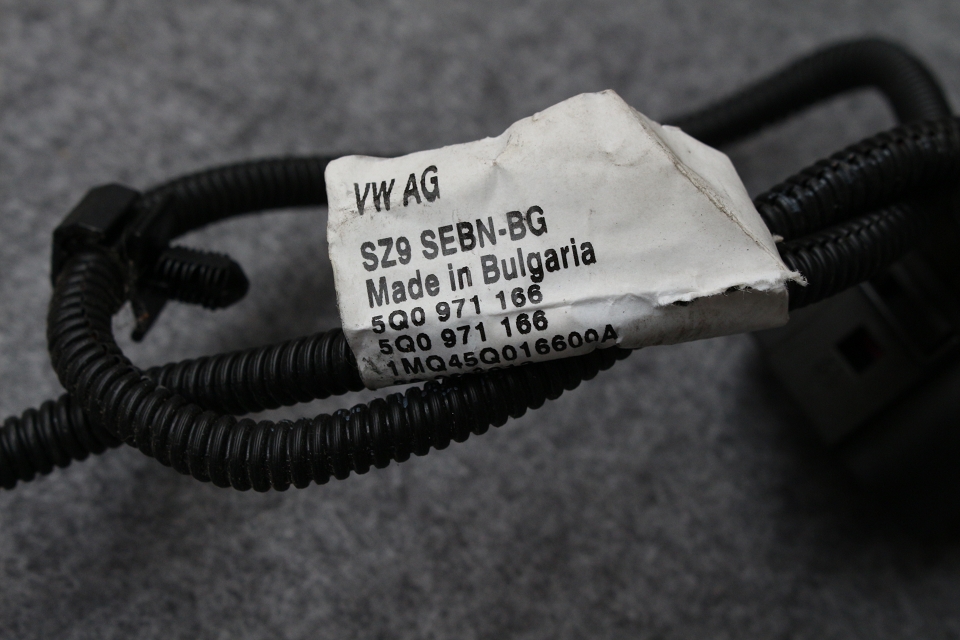 VW AG
SZ9 SEBN-BG
Made in Bulgaria
5Q0 971 166
5Q0 971 166
1MQ45Q016600A